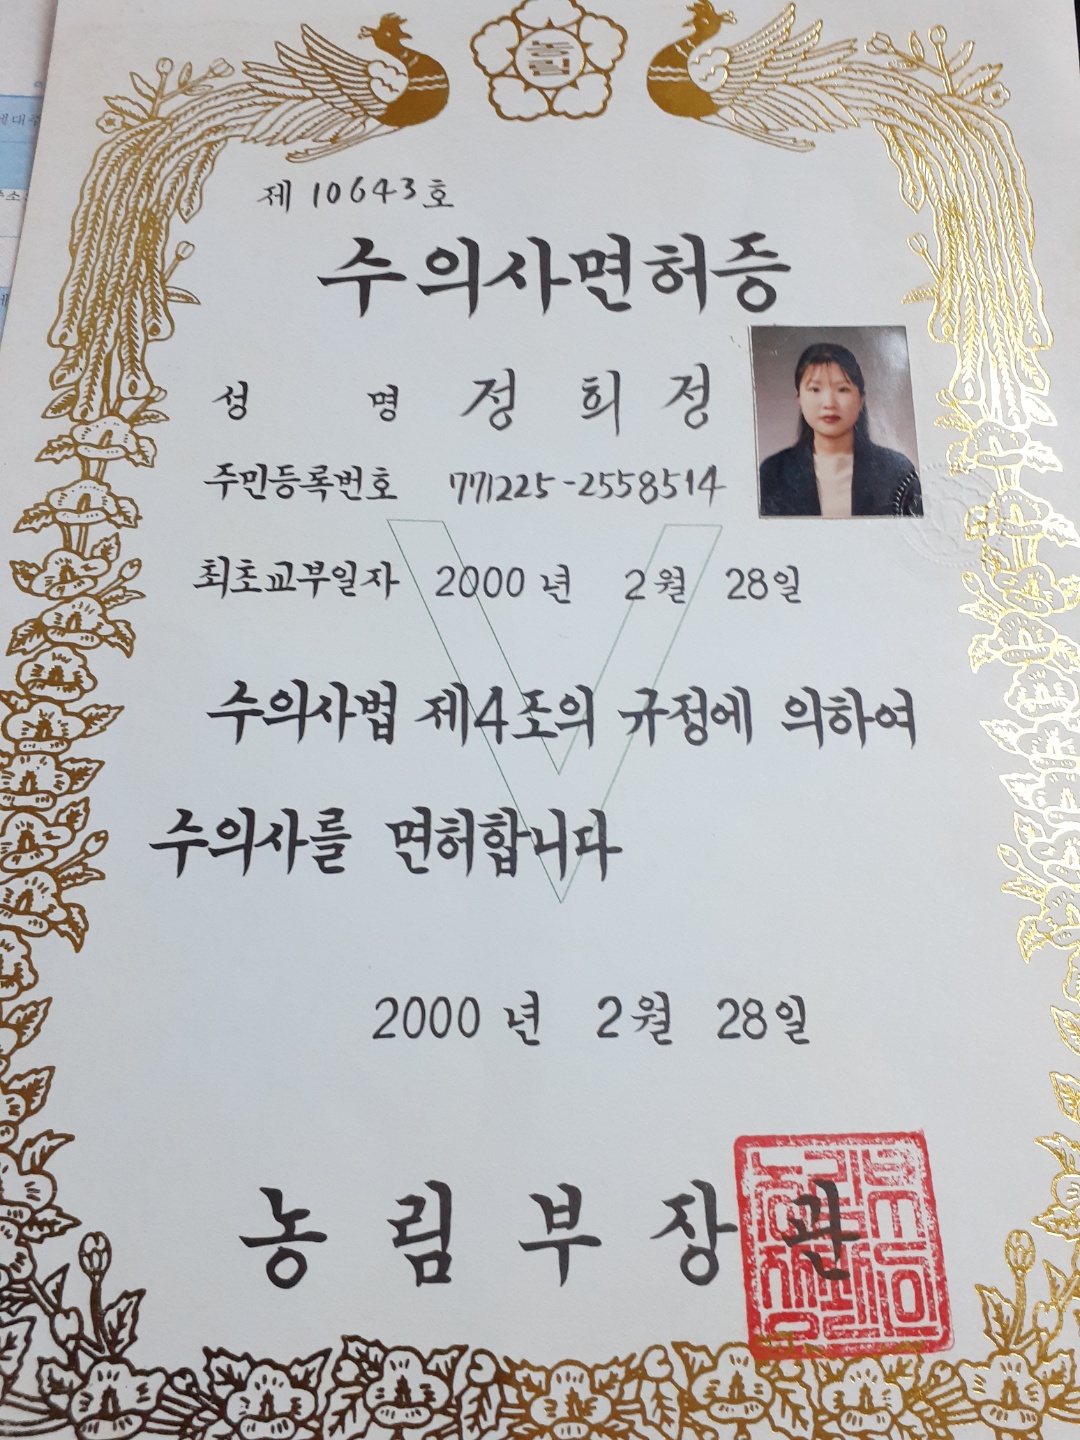 농림
제 10643호
수의사면허증
성 명 정 희 정
주민등록번호 771225-2558514
최초교부일자 2000 년 2월 28일
수의사법 제4조의 규정에 의하여
수의사를 면허합니다
2000 년 2월 28일
농 림 부 장 관